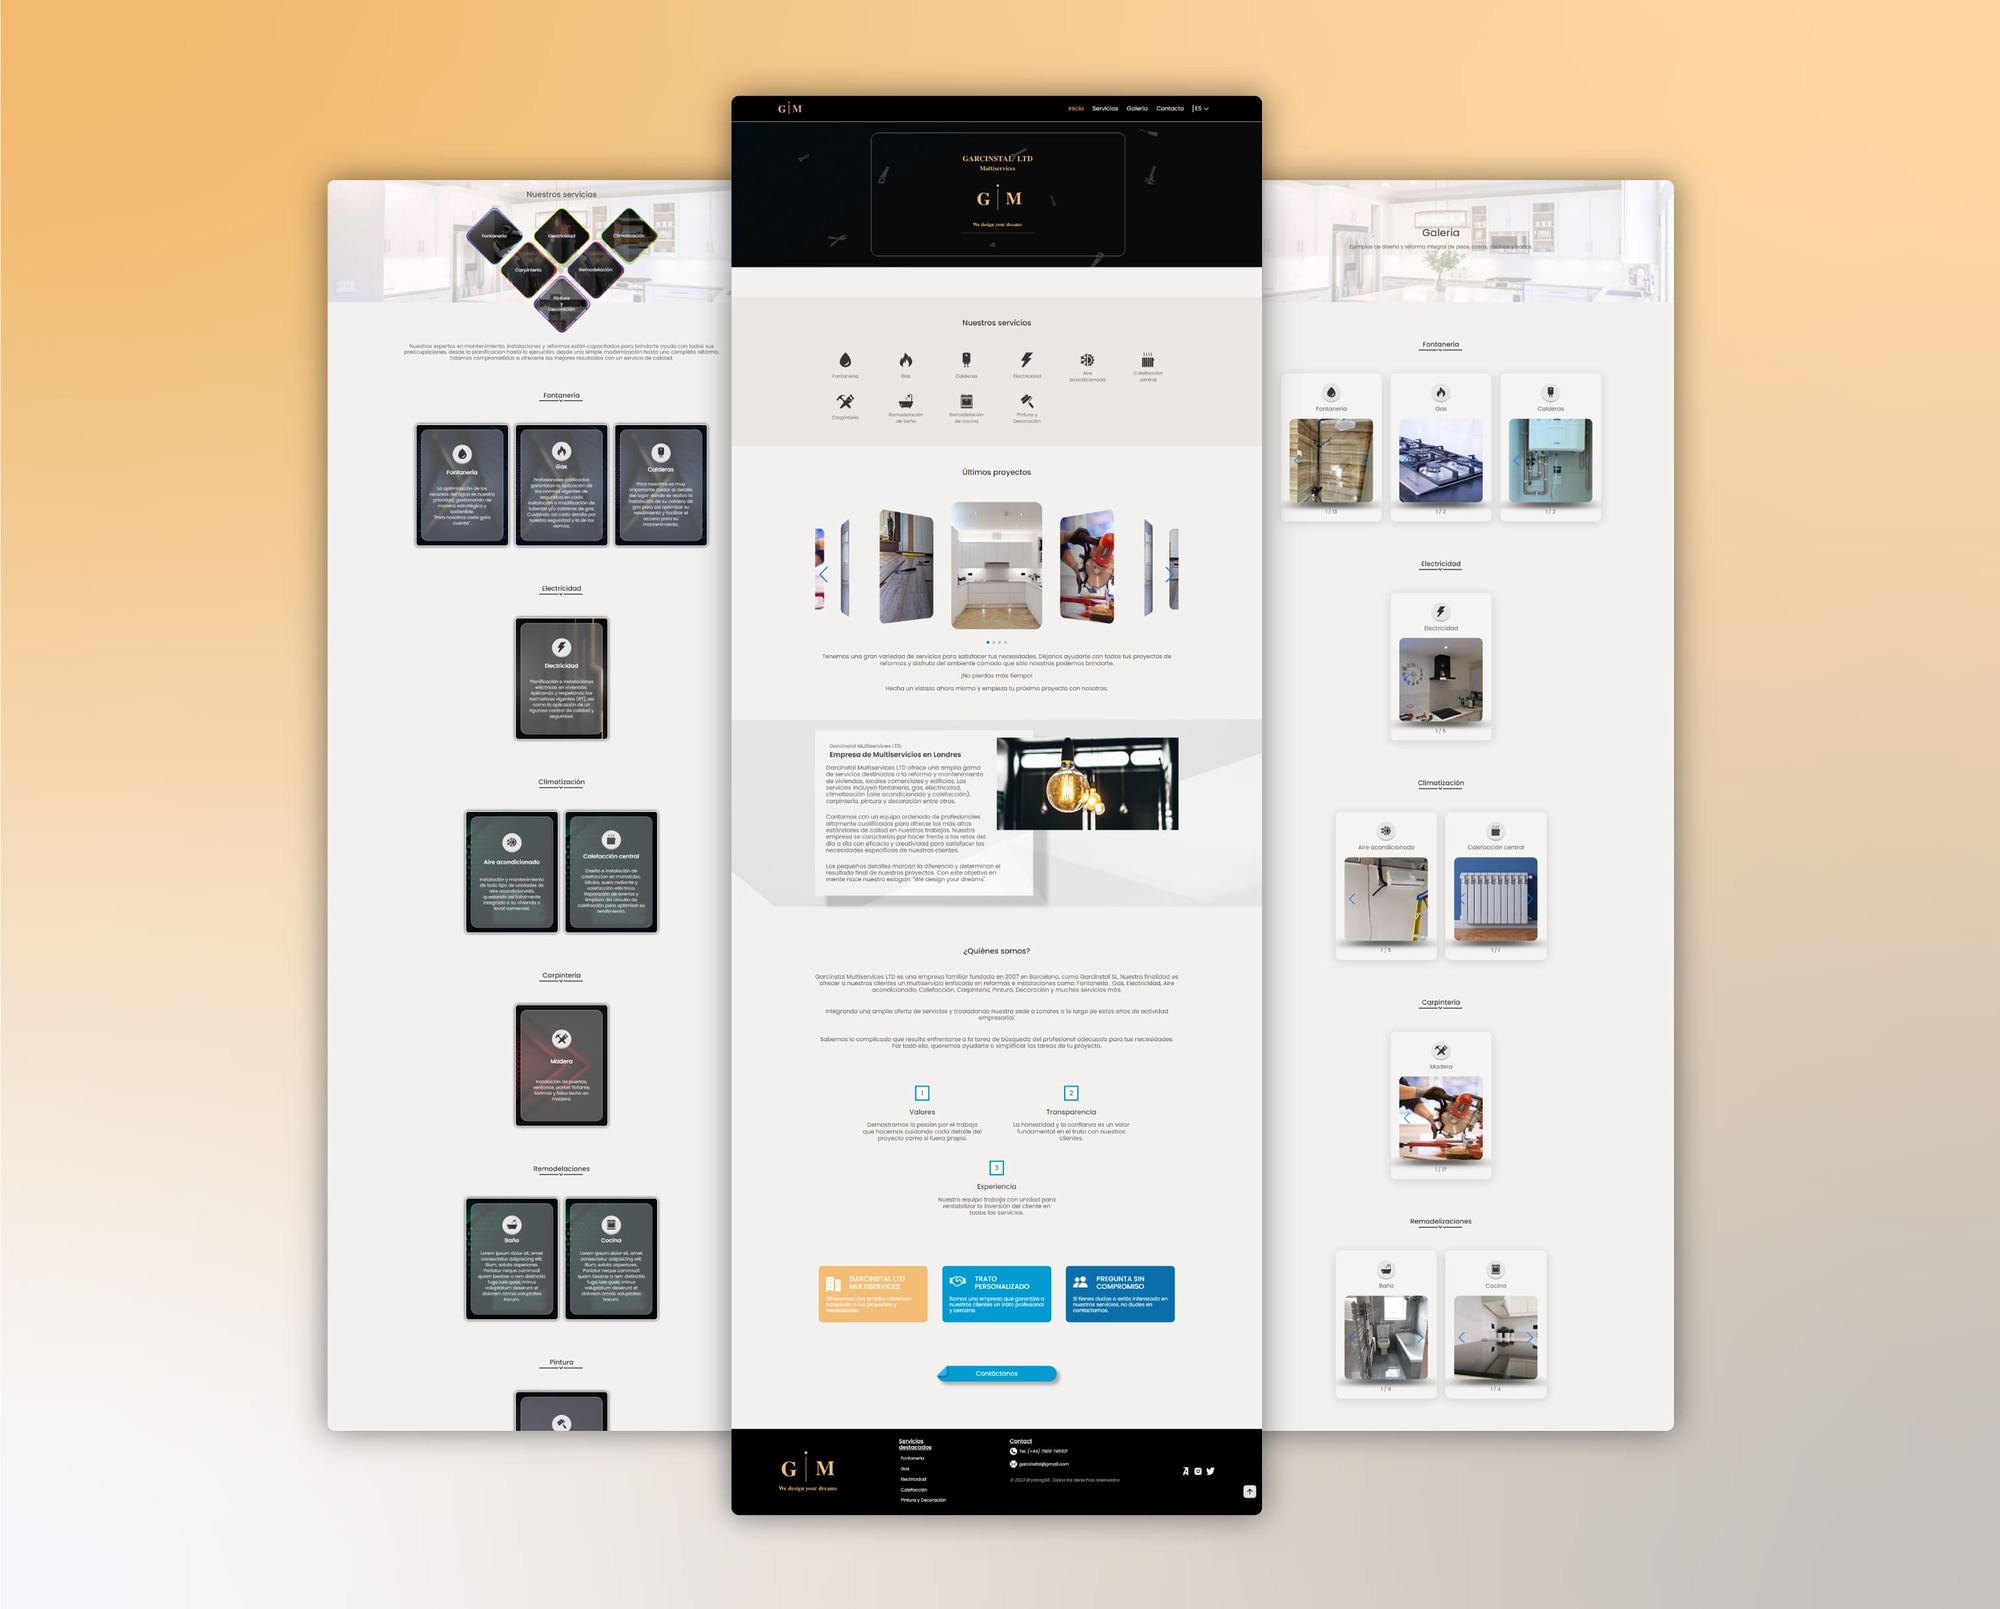 G M
Inicio Servicios Galeria Contacto ES
GARCINSTAL LTD
Multiservices
G M
We design your dreams
Nuestros servicios
Fontaneria
Gas
Calderas
Electricidad
Aire
acondicionado
Calefacción
central
Carpinteria
Remodelación
de baño
Remodelación
de cocina
Pintura y
Decoración
Últimos proyectos
Tenemos una gran variedad de servicios para satisfacer tus necesidades. Déjanos ayudarte con todos tus proyectos de
reformas y disfruta del ambiente cómodo que sólo nosotros podemos brindarte.
¡No pierdas más tiempo!
Hecha un vistazo ahora mismo y empieza tu próximo proyecto con nosotros.
Garcinstal Multiservices LTD.
Empresa de Multiservicios en Londres
Garcinstal Multiservices LTD ofrece una amplia gama
de servicios destinados a la reforma y mantenimiento
de viviendas, locales comerciales y edificios. Los
servicios incluyen fontaneria, gas, electricidad,
climatización (aire acondicionado y calefacción),
carpinteria, pintura y decoración entre otros.
Contamos con un equipo ordenado de profesionales
altamente cualificados para ofrecer los más altos
estándares de calidad en nuestros trabajos. Nuestra
empresa se caracteriza por hacer frente a los retos del
día a día con eficacia y creatividad para satisfacer las
necesidades específicas de nuestros clientes.
Los pequeños detalles marcan la diferencia y determinan el
resultado final de nuestros proyectos. Con este objetivo en
mente nace nuestro eslogan: "We design your dreams".
¿Quiénes somos?
Garcinstal Multiservices LTD es una empresa familiar fundada en 2007 en Barcelona, como Garcinstal SL. Nuestra finalidad es
ofrecer a nuestros clientes un multiservicio enfocado en reformas e instalaciones como: Fontaneria , Gas, Electricidad, Aire
acondicionado, Calefacción, Carpinteria, Pintura, Decoración y muchos servicios más.
Integrando una amplia oferta de servicios y trasladando nuestra sede a Londres a lo largo de estos años de actividad
empresarial.
Sabemos lo complicado que resulta enfrentarse a la tarea de búsqueda del profesional adecuado para tus necesidades.
Por todo ello, queremos ayudarte a simplificar las tareas de tu proyecto.
1
Valores
Demostramos la pasión por el trabajo
que hacemos cuidando cada detalle del
proyecto como si fuera propio.
2
Transparencia
La honestidad y la confianza es un valor
fundamental en el trato con nuestros
clientes.
3
Experiencia
Nuestro equipo trabaja con unidad para
rentabilizar la inversión del cliente en
todos los servicios.
GARCINSTAL LTD
MULTISERVICES
Ofrecemos una amplia cobertura
adaptada a tus proyectos y
necesidades.
TRATO
PERSONALIZADO
Somos una empresa que garantiza a
nuestros clientes un trato profesional
y cercano.
PREGUNTA SIN
COMPROMISO
Si tienes dudas o estás interesado en
nuestros servicios, no dudes en
contactarnos.
Contáctanos
G M
We design your dreams
Servicios
destacados
Fontaneria
Gas
Electricidad
Calefacción
Pintura y Decoración
Contact
Tel. (+44) 7909 746821
garcinstal@gmail.com
© 2023 Bryanng98. Todos los derechos reservados
Nuestros servicios
Fontaneria
Electricidad
Climatización
Carpinteria
Remodelación
Pintura
y
Decoración
Nuestros expertos en mantenimiento, instalaciones y reformas están capacitados para brindarte ayuda con todas sus
preocupaciones, desde la planificación hasta la ejecución; desde una simple modernización hasta una completa reforma.
Estamos comprometidos a ofrecerte los mejores resultados con un servicio de calidad.
Fontaneria
Fontaneria
La optimización de los
recursos del agua es nuestra
prioridad, gestionando de
manera estratégica y
sostenible.
"Para nosotros cada gota
cuenta".
Gas
Profesionales calificados
garantizan la aplicación de
las normas vigentes de
seguridad en cada
instalación o modificación de
tuberías y/o calderas de gas.
Cuidando así cada detalle por
nuestra seguridad y la de los
demás.
Calderas
Para nosotros es muy
importante cuidar al detalle
del lugar donde se realiza la
instalación de su caldera de
gas para así optimizar su
rendimiento y facilitar el
acceso para su
mantenimiento.
Electricidad
Electricidad
Planificación e instalaciones
eléctricas en viviendas.
Aplicando y respetando las
normativas vigentes (IET), así
como la aplicación de un
riguroso control de calidad y
seguridad.
Climatización
Aire acondicionado
Instalación y mantenimiento
de todo tipo de unidades de
aire acondicionado,
quedando así totalmente
integrado a su vivienda o
local comercial.
Calefacción central
Diseño e instalación de
calefaccion en monotubo,
bitubo, suelo radiante y
calefacción eléctrica.
Reparación de averías y
limpieza del circuito de
calefacción para optimizar su
rendimiento.
Carpinteria
Madera
Instalación de puertas,
ventanas, parket flotante,
tarimas y falso techo en
madera.
Remodelaciones
Baño
Lorem ipsum dolor sit, amet
consectetur adipisicing elit.
Illum, soluta asperiores.
Pariatur neque commodi
quam beatae a rem distinctio
fuga iure quas, minus
voluptatum deserunt et
dolorem omnis voluptates
harum.
Cocina
Lorem ipsum dolor sit, amet
consectetur adipisicing elit.
Illum, soluta asperiores.
Pariatur neque commodi
quam beatae a rem distinctio
fuga iure quas, minus
voluptatum deserunt et
dolorem omnis voluptates
harum.
Pintura
Galeria
Ejemplos de diseño y reforma integral de pisos, casas, cocinas y baños
Fontaneria
Fontaneria
1 / 13
Gas
1 / 2
Calderas
1 / 2
Electricidad
Electricidad
1 / 5
Climatización
Aire acondicionado
1 / 5
Calefacción central
1 / 1
Carpinteria
Madera
1 / 17
Remodelizaciones
Baño
1 / 9
Cocina
1 / 4